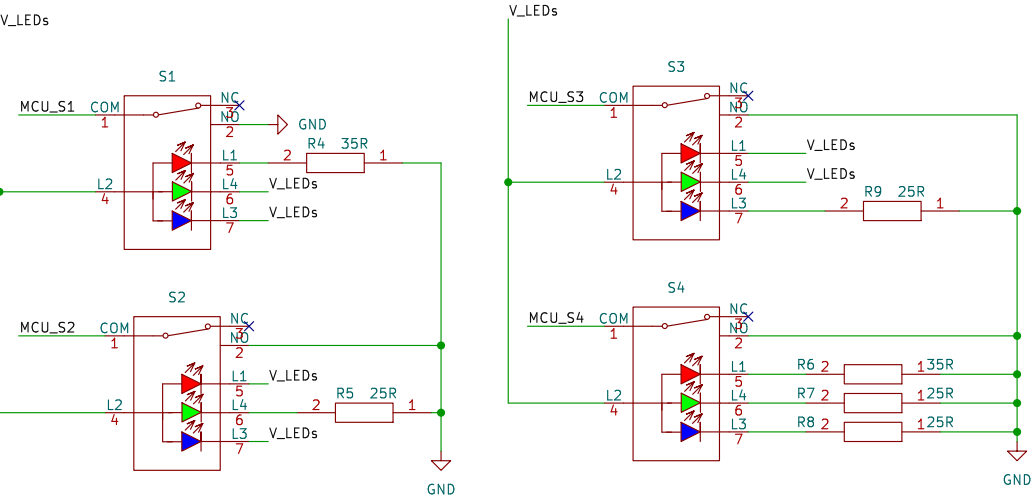 V_LEDs
S1
MCU_S1
COM
1
NC
3
NO
2
GND
L2
4
L1
5
L4
6
L3
7
2
R4
35R
1
V_LEDs
V_LEDs
S2
MCU_S2
COM
1
NC
3
NO
2
L2
4
L1
5
L4
6
L3
7
V_LEDs
2
R5
25R
1
V_LEDs
GND
V_LEDs
S3
MCU_S3
COM
1
NC
3
NO
2
L2
4
L1
5
L4
6
L3
7
V_LEDs
V_LEDs
2
R9
25R
1
S4
MCU_S4
COM
1
NC
3
NO
2
L2
4
L1
5
L4
6
L3
7
R6 2 1 35R
R7 2 1 25R
R8 2 1 25R
GND